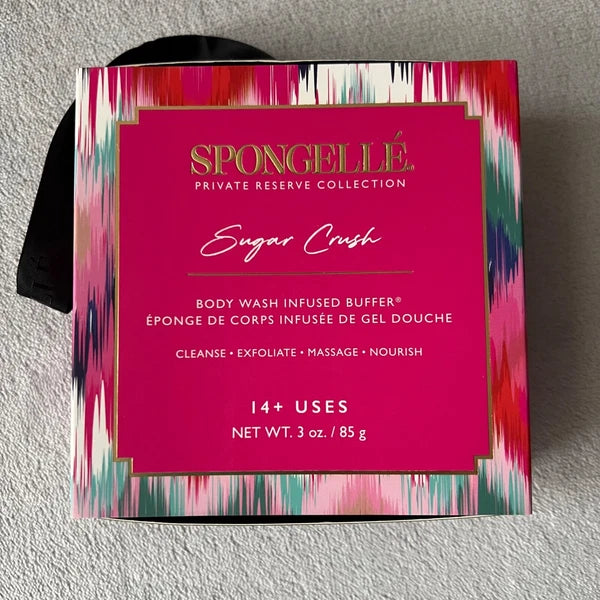 SPONGELLÉ
PRIVATE RESERVE COLLECTION
Sugar Crush
BODY WASH INFUSED BUFFER®
ÉPONGE DE CORPS INFUSÉE DE GEL DOUCHE
CLEANSE • EXFOLIATE • MASSAGE • NOURISH
14+ USES
NET WT. 3 oz. / 85 g